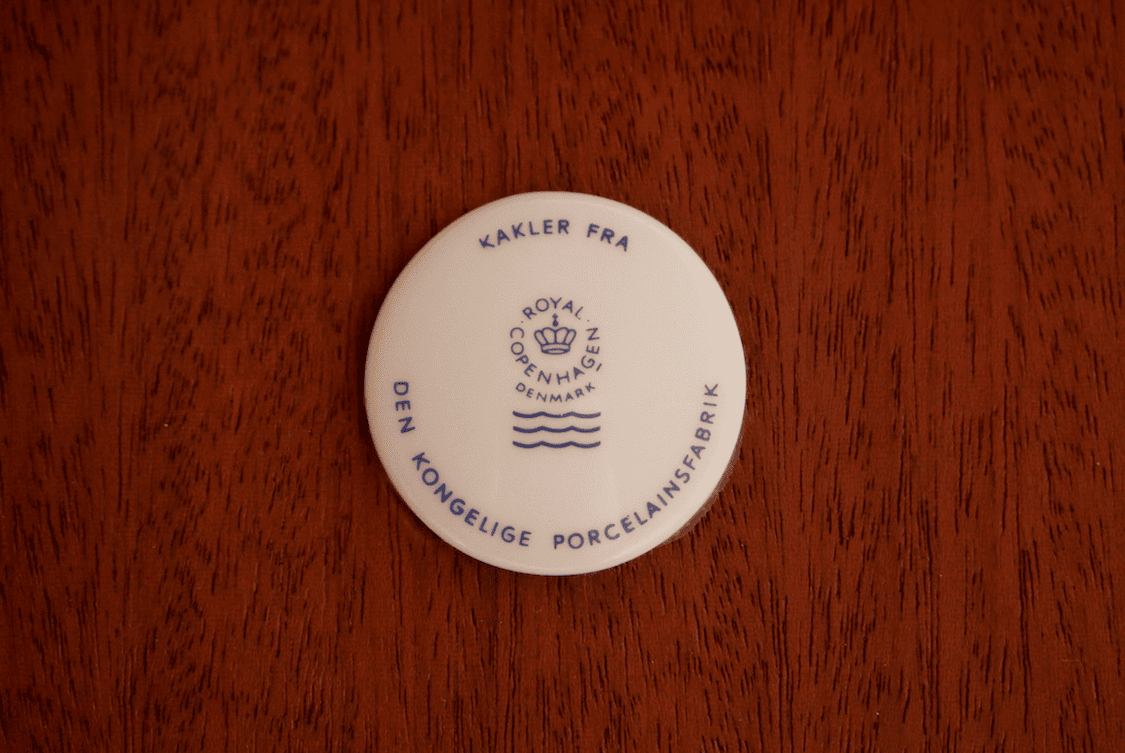 KAKLER FRA
ROYAL
COPENHAGEN
DENMARK
DEN KONGELIGE PORCELAINSFABRIK